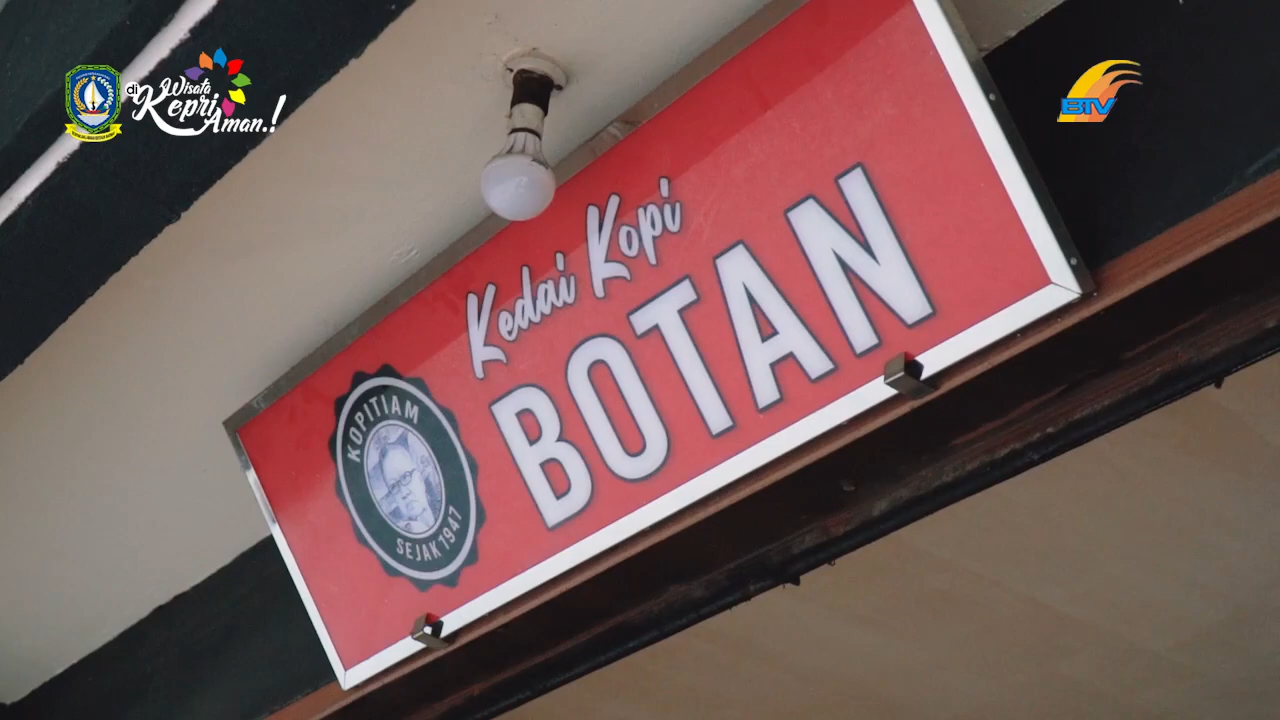 di Wisata
Kepri
Aman.!
BTV
Kedai Kopi
BOTAN
KOPITIAM
SEJAK 1947